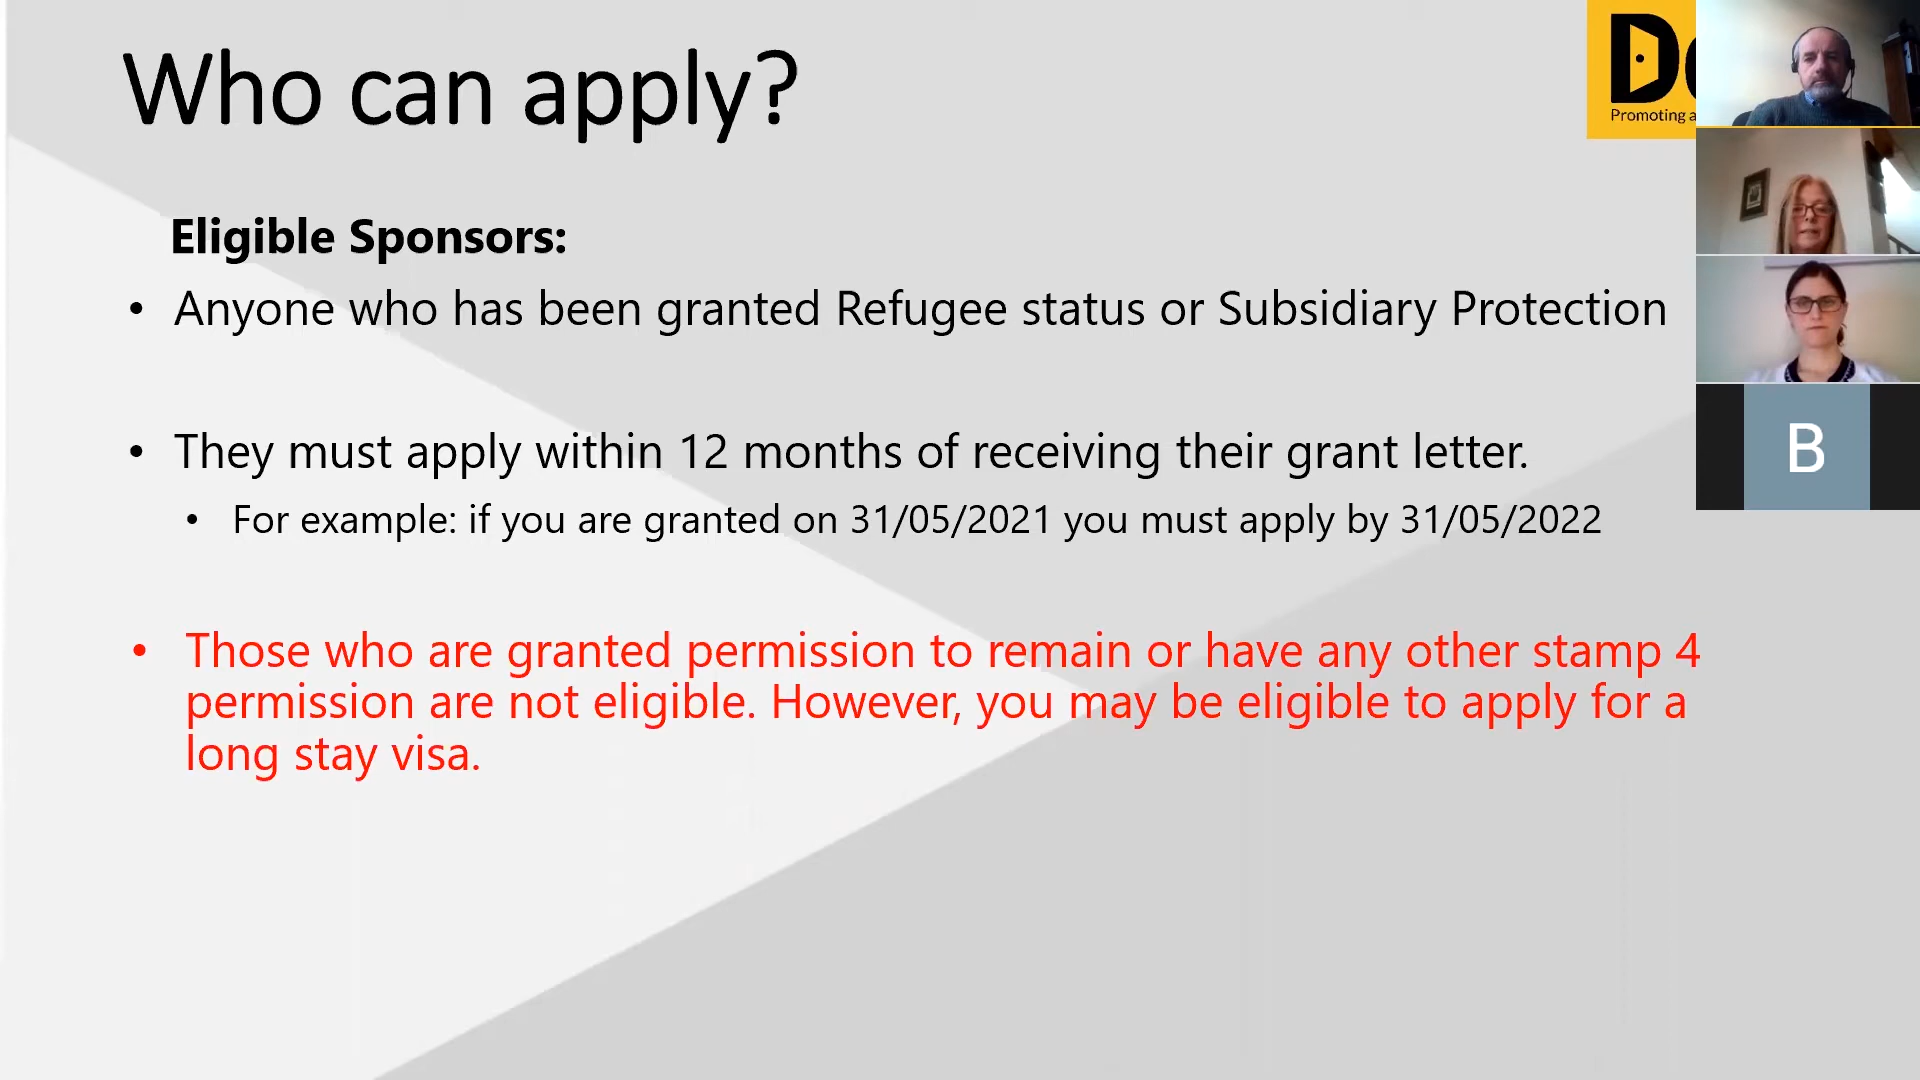 Who can apply?
Promoting a
Eligible Sponsors:
• Anyone who has been granted Refugee status or Subsidiary Protection
• They must apply within 12 months of receiving their grant letter.
• For example: if you are granted on 31/05/2021 you must apply by 31/05/2022
• Those who are granted permission to remain or have any other stamp 4
permission are not eligible. However, you may be eligible to apply for a
long stay visa.
B